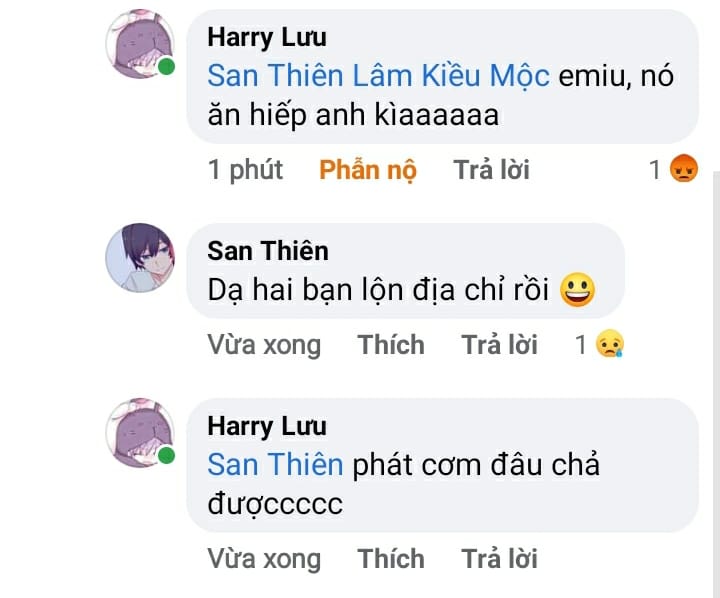 Harry Lưu
San Thiên Lâm Kiều Mộc emiu, nó
ăn hiếp anh kìaaaaaaa
1 phút Phẫn nộ Trả lời 1
San Thiên
Dạ hai bạn lộn địa chỉ rồi
Vừa xong Thích Trả lời 1
Harry Lưu
San Thiên phát cơm đâu chả
đượccccc
Vừa xong Thích Trả lời